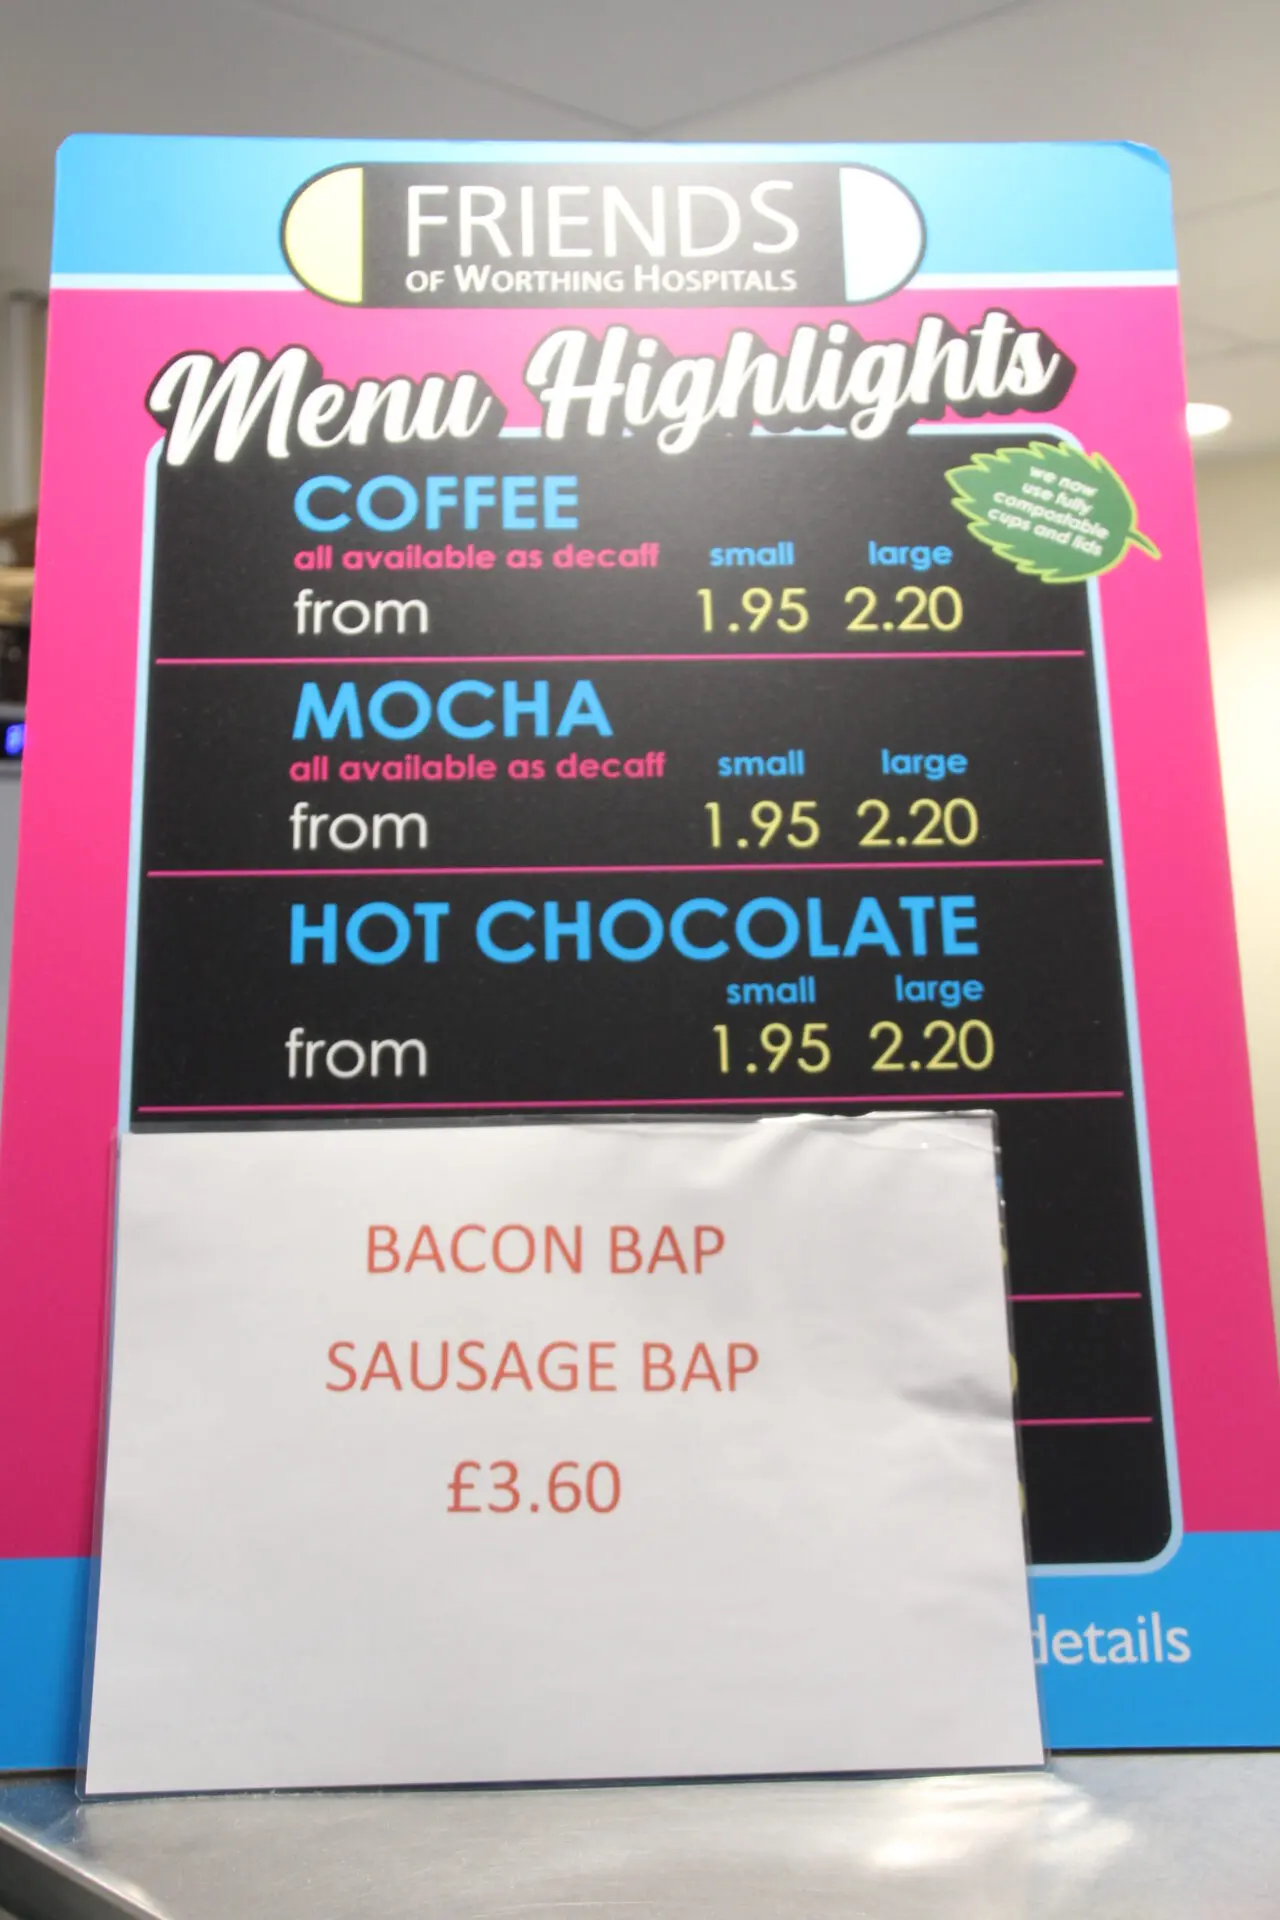 FRIENDS
OF WORTHING HOSPITALS
Menu Highlights
we now
use fully
compostable
cups and lids
COFFEE
all available as decaff small large
from 1.95 2.20
MOCHA
all available as decaff small large
from 1.95 2.20
HOT CHOCOLATE
small large
from 1.95 2.20
BACON BAP
SAUSAGE BAP
£3.60
details